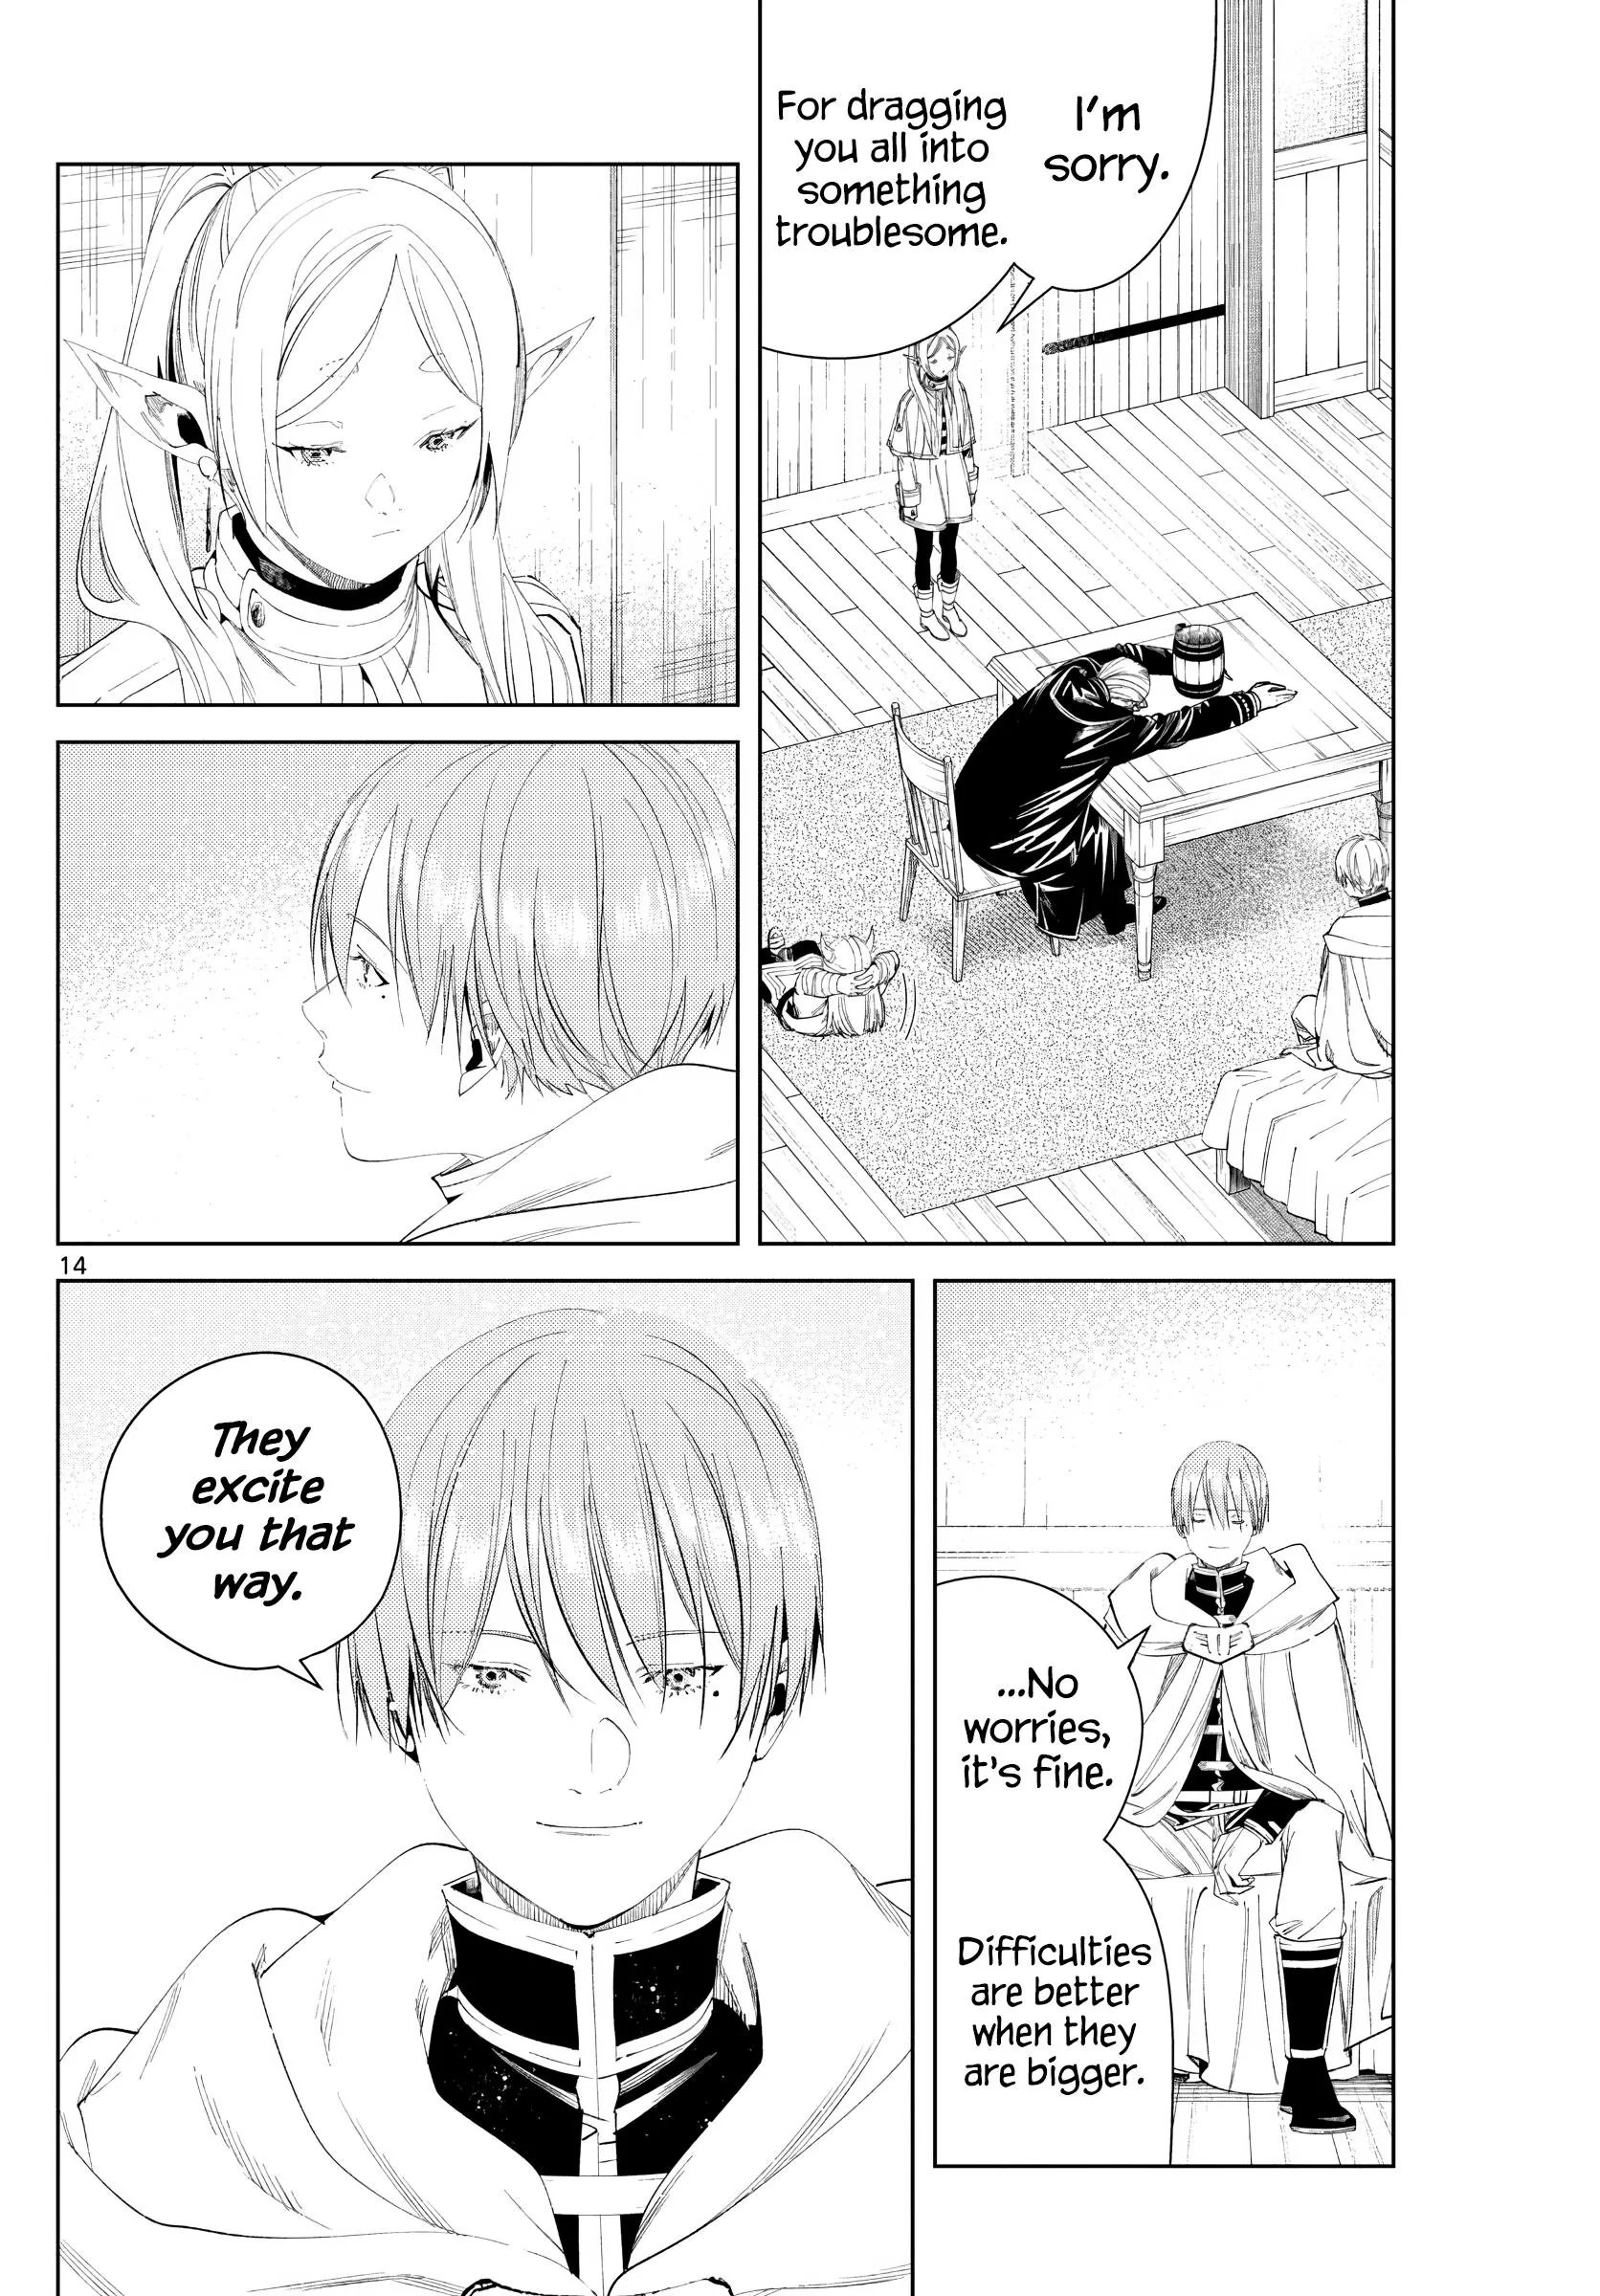 I'm
sorry.
For dragging
you all into
something
troublesome.
14
...No
worries,
it's fine.
Difficulties
are better
when they
are bigger.
They
excite
you that
way.